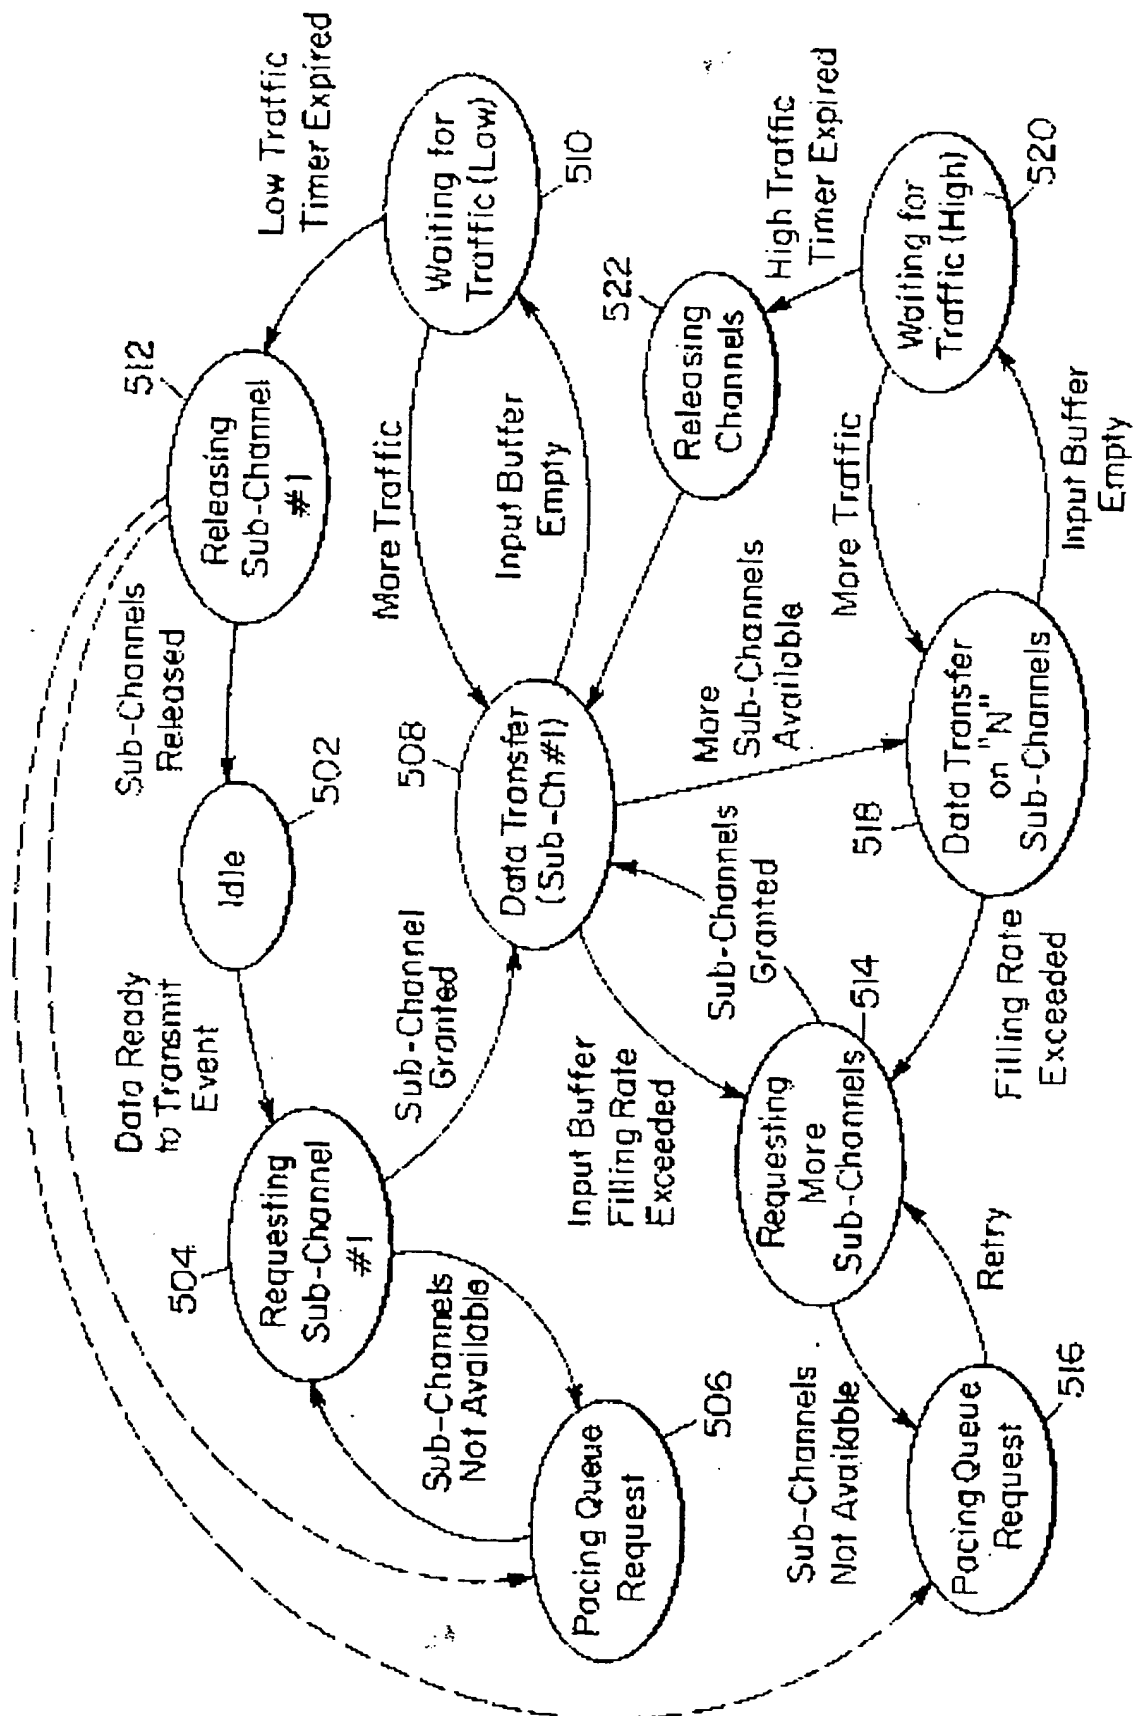 Low Traffic
Timer Expired
512
Releasing
Sub-Channel
#1
Waiting for
Traffic (Low)
510
Sub-Channels
Released
Idle
502
Data Ready
to Transmit
Event
504
Requesting
Sub-Channel
#1
Sub-Channels
Not Available
Pacing Queue
Request
506
Sub-Channel
Granted
More Traffic
Input Buffer
Empty
508
Data Transfer
(Sub-Ch#1)
522
Releasing
Channels
High Traffic
Timer Expired
Waiting for
Traffic (High)
520
More
Sub-Channels
Available
More Traffic
Input Buffer
Empty
518
Data Transfer
on "N"
Sub-Channels
Sub-Channels
Granted
Input Buffer
Filling Rate
Exceeded
Requesting
More
Sub-Channels
514
Filling Rate
Exceeded
Sub-Channels
Not Available
Retry
Pacing Queue
Request
516